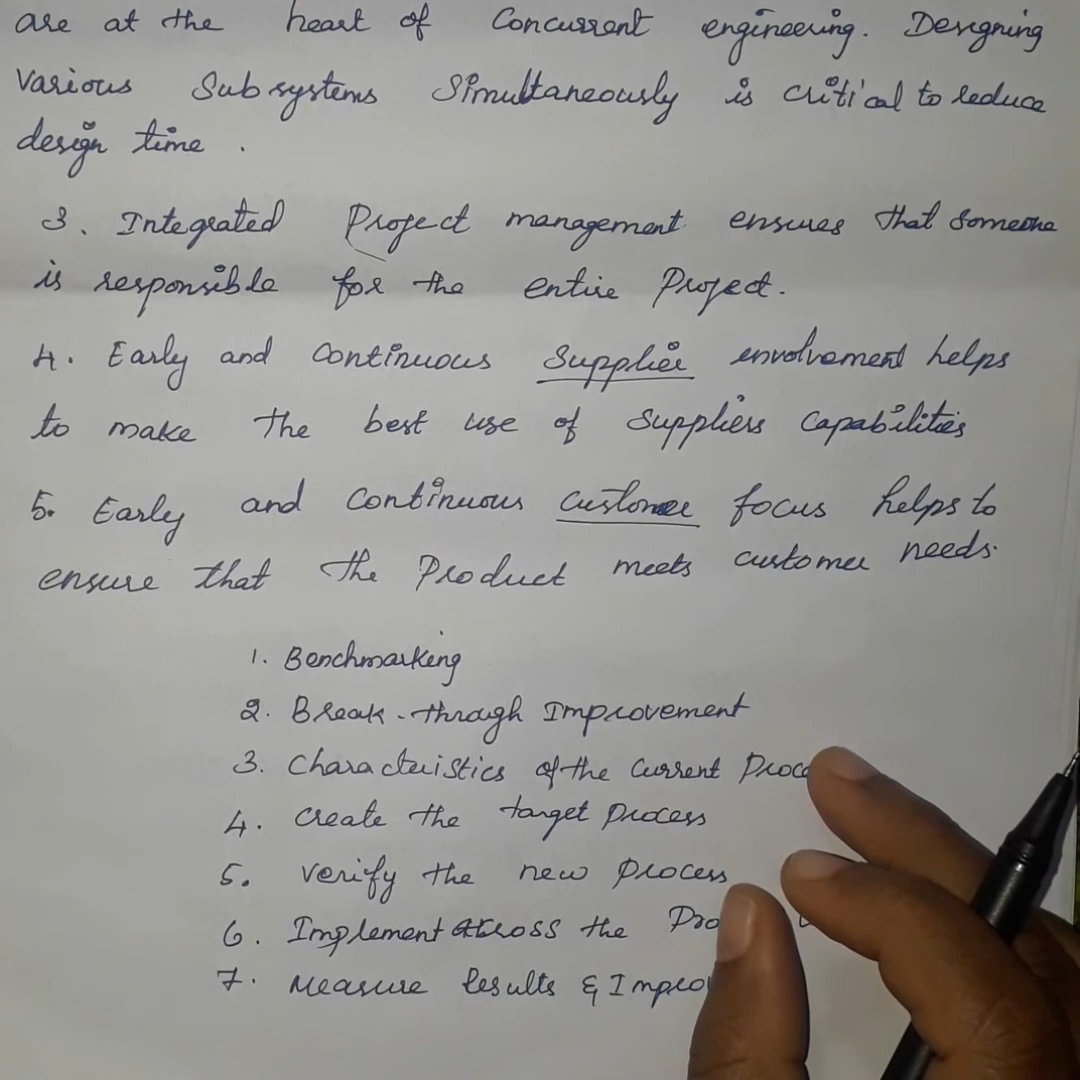 are at the heart of Concurrent engineering. Designing
various Subsystems Simultaneously is critical to reduce
design time.
3. Integrated Project management ensures that Someone
is responsible for the entire Project.
4. Early and Continuous Supplier involvement helps
to make the best use of Suppliers Capabilities
5. Early and Continuous customer focus helps to
ensure that the Product meets customer needs.
1. Benchmarking
2. Break-through Improvement
3. Characteristics of the Current
4. Create the target Process
5. Verify the new Process
6. Implement across the
7. Measure Results &